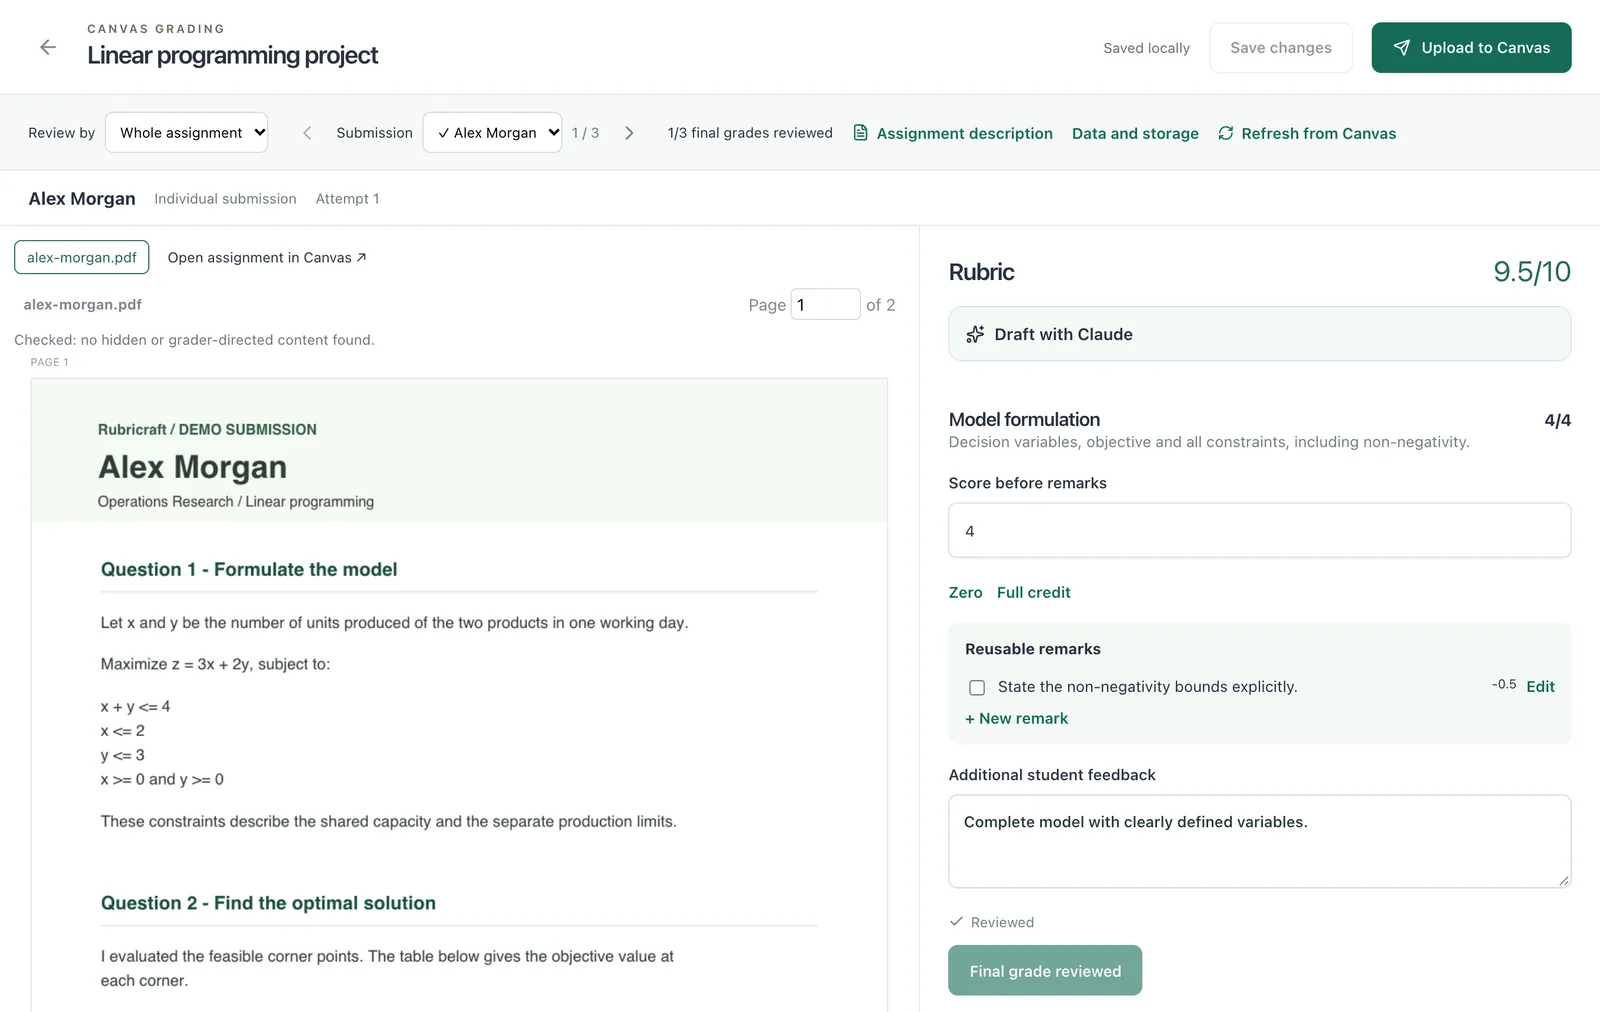 CANVAS GRADING
Linear programming project
Saved locally
Save changes
Upload to Canvas
Review by
Whole assignment
Submission
✓ Alex Morgan
1 / 3
1/3 final grades reviewed
Assignment description
Data and storage
Refresh from Canvas
Alex Morgan
Individual submission
Attempt 1
alex-morgan.pdf
Open assignment in Canvas ↗
alex-morgan.pdf
Page 1 of 2
Checked: no hidden or grader-directed content found.
PAGE 1
Rubricraft / DEMO SUBMISSION
Alex Morgan
Operations Research / Linear programming
Question 1 - Formulate the model
Let x and y be the number of units produced of the two products in one working day.
Maximize z = 3x + 2y, subject to:
x + y <= 4
x <= 2
y <= 3
x >= 0 and y >= 0
These constraints describe the shared capacity and the separate production limits.
Question 2 - Find the optimal solution
I evaluated the feasible corner points. The table below gives the objective value at
each corner.
Rubric
9.5/10
Draft with Claude
Model formulation
4/4
Decision variables, objective and all constraints, including non-negativity.
Score before remarks
4
Zero
Full credit
Reusable remarks
State the non-negativity bounds explicitly.
-0.5
Edit
+ New remark
Additional student feedback
Complete model with clearly defined variables.
Reviewed
Final grade reviewed